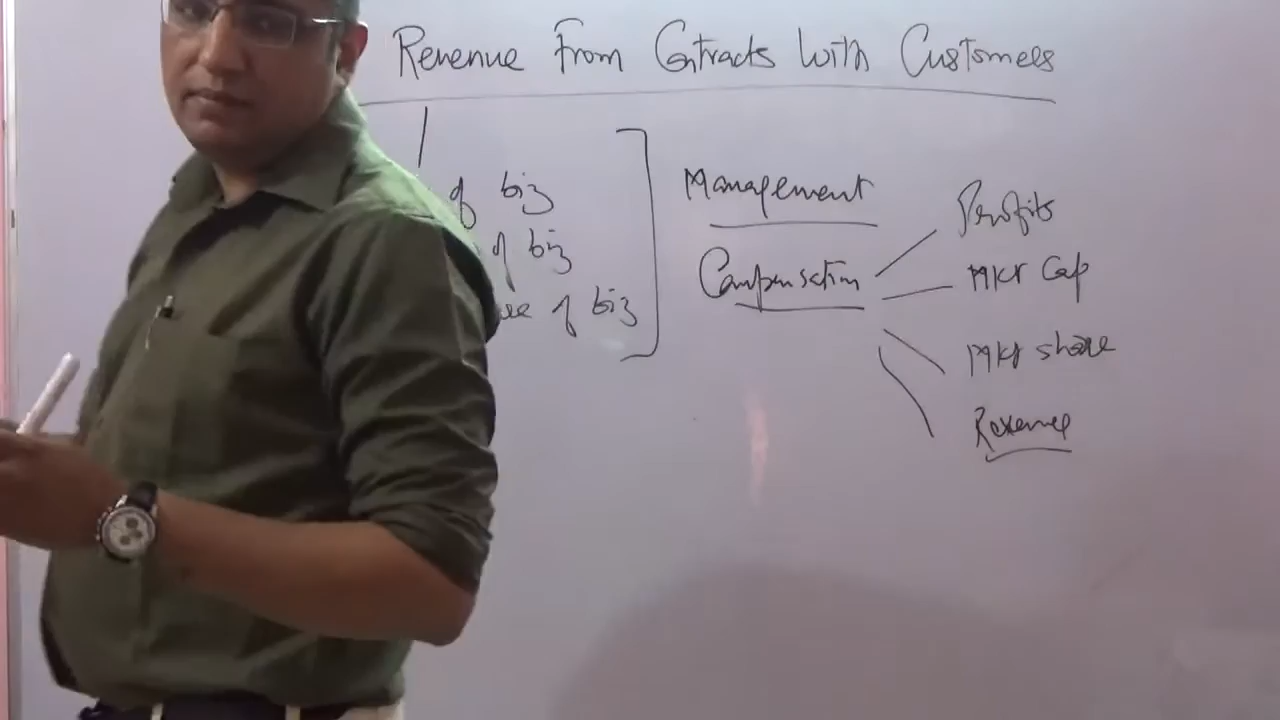 Revenue From Contracts With Customers
of biz
of biz
of biz
Management
Compensation
Profits
Mkt Cap
Mkt share
Revenue